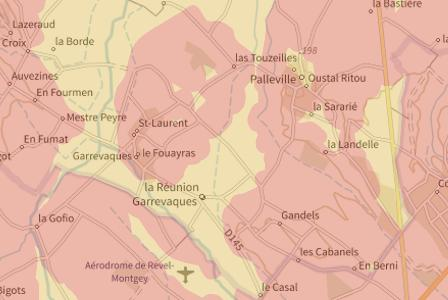 la Bastière
Lazeraud
Croix
la Borde
198
las Touzeilles
Palleville
Oustal Ritou
Auvezines
En Fourmen
la Sararié
Mestre Peyre
St-Laurent
En Fumat
la Landelle
Garrevaques
le Fouayras
la Réunion
Garrevaques
la Gofio
Gandels
D145
les Cabanels
Aérodrome de Revel-
Montgey
En Berni
Bigots
le Casal